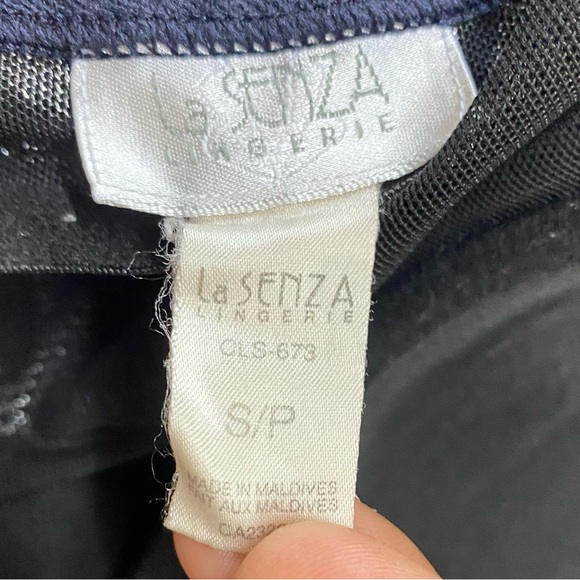 La SENZA
LINGERIE
La SENZA
LINGERIE
CLS-673
S/P
MADE IN MALDIVES
FAIT AUX MALDIVES